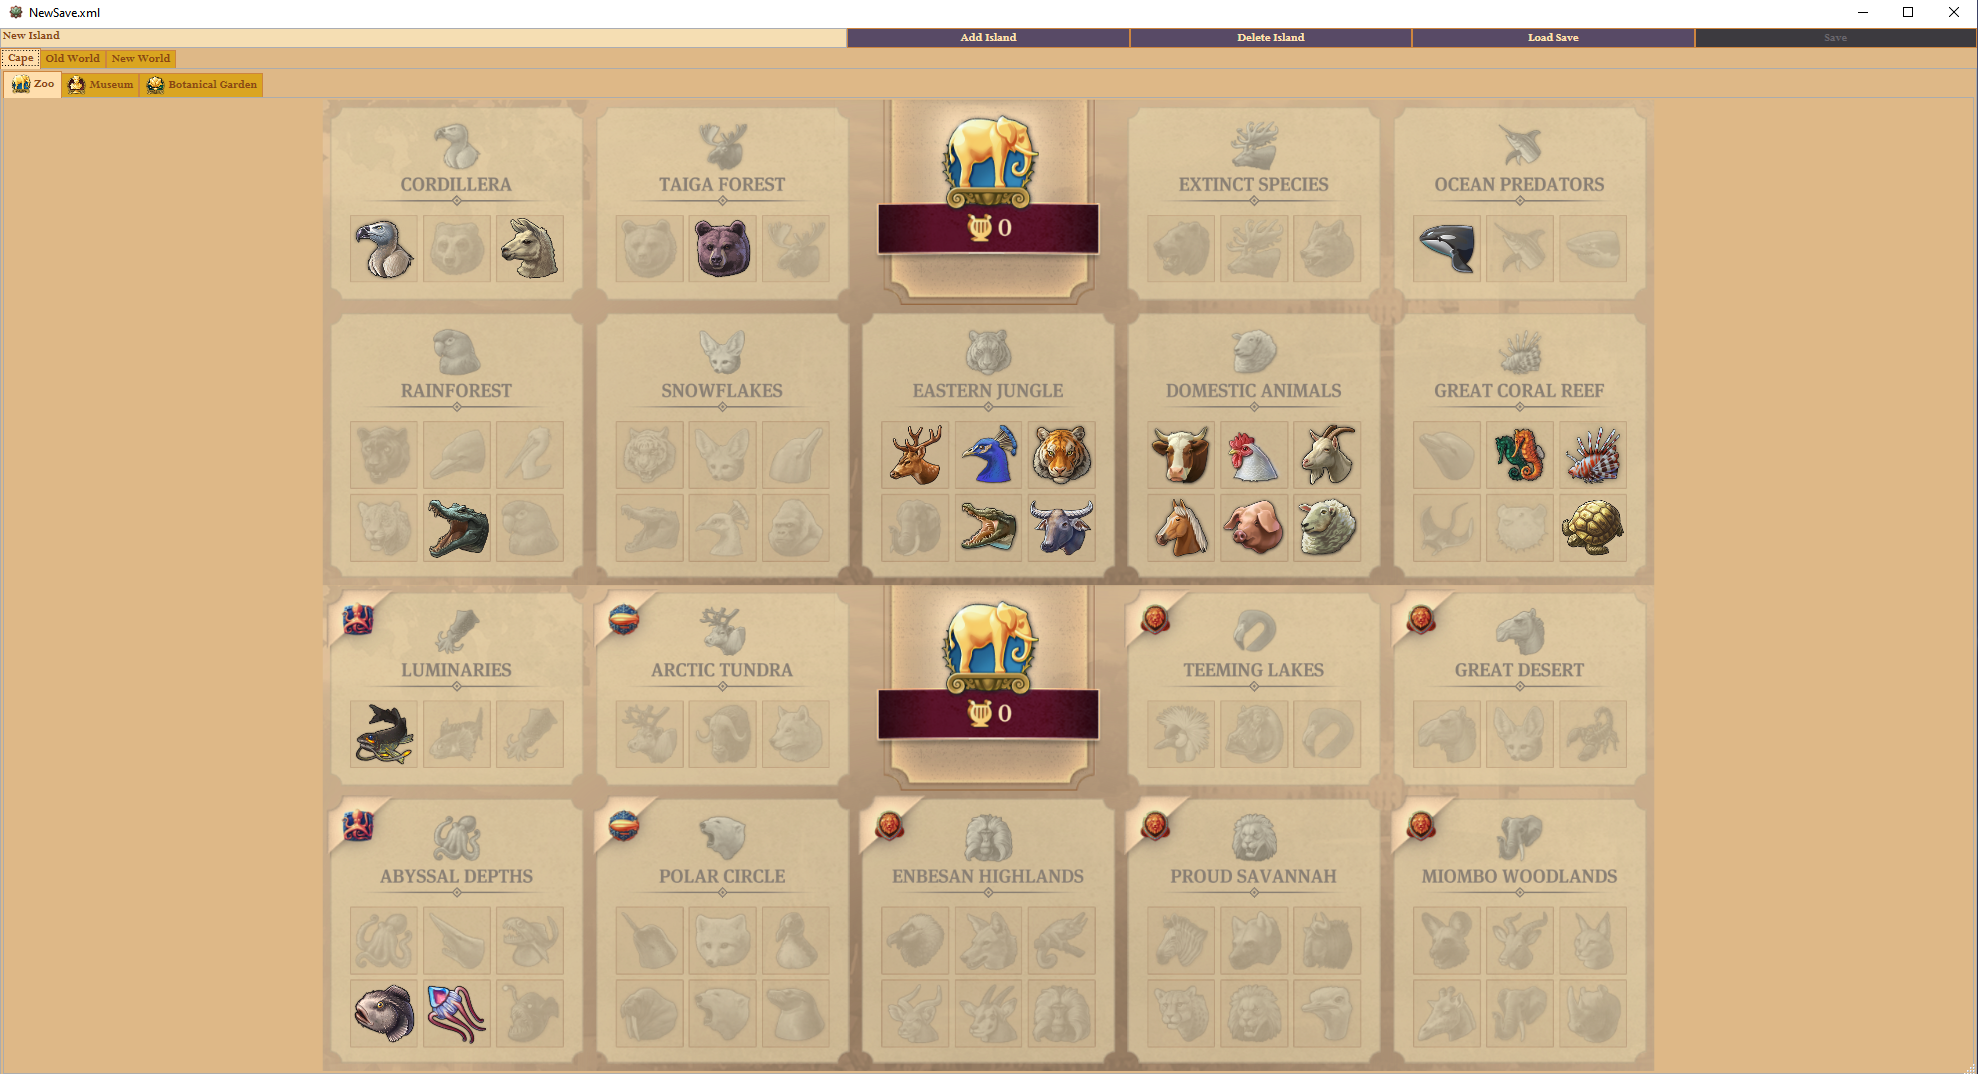 NewSave.xml
New Island
Add Island
Delete Island
Load Save
Save
Cape
Old World
New World
Zoo
Museum
Botanical Garden
CORDILLERA
TAIGA FOREST
0
EXTINCT SPECIES
OCEAN PREDATORS
RAINFOREST
SNOWFLAKES
EASTERN JUNGLE
DOMESTIC ANIMALS
GREAT CORAL REEF
LUMINARIES
ARCTIC TUNDRA
0
TEEMING LAKES
GREAT DESERT
ABYSSAL DEPTHS
POLAR CIRCLE
ENBESAN HIGHLANDS
PROUD SAVANNAH
MIOMBO WOODLANDS